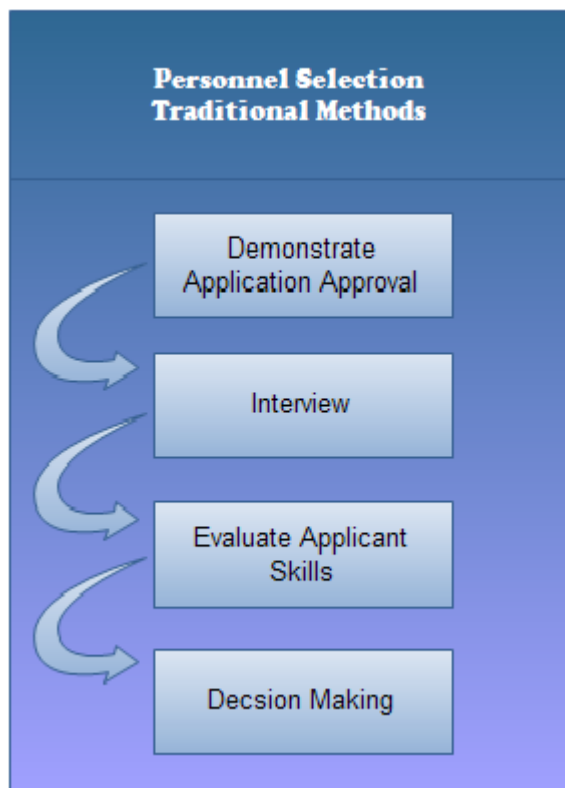 Personnel Selection
Traditional Methods
Demonstrate
Application Approval
Interview
Evaluate Applicant
Skills
Decsion Making